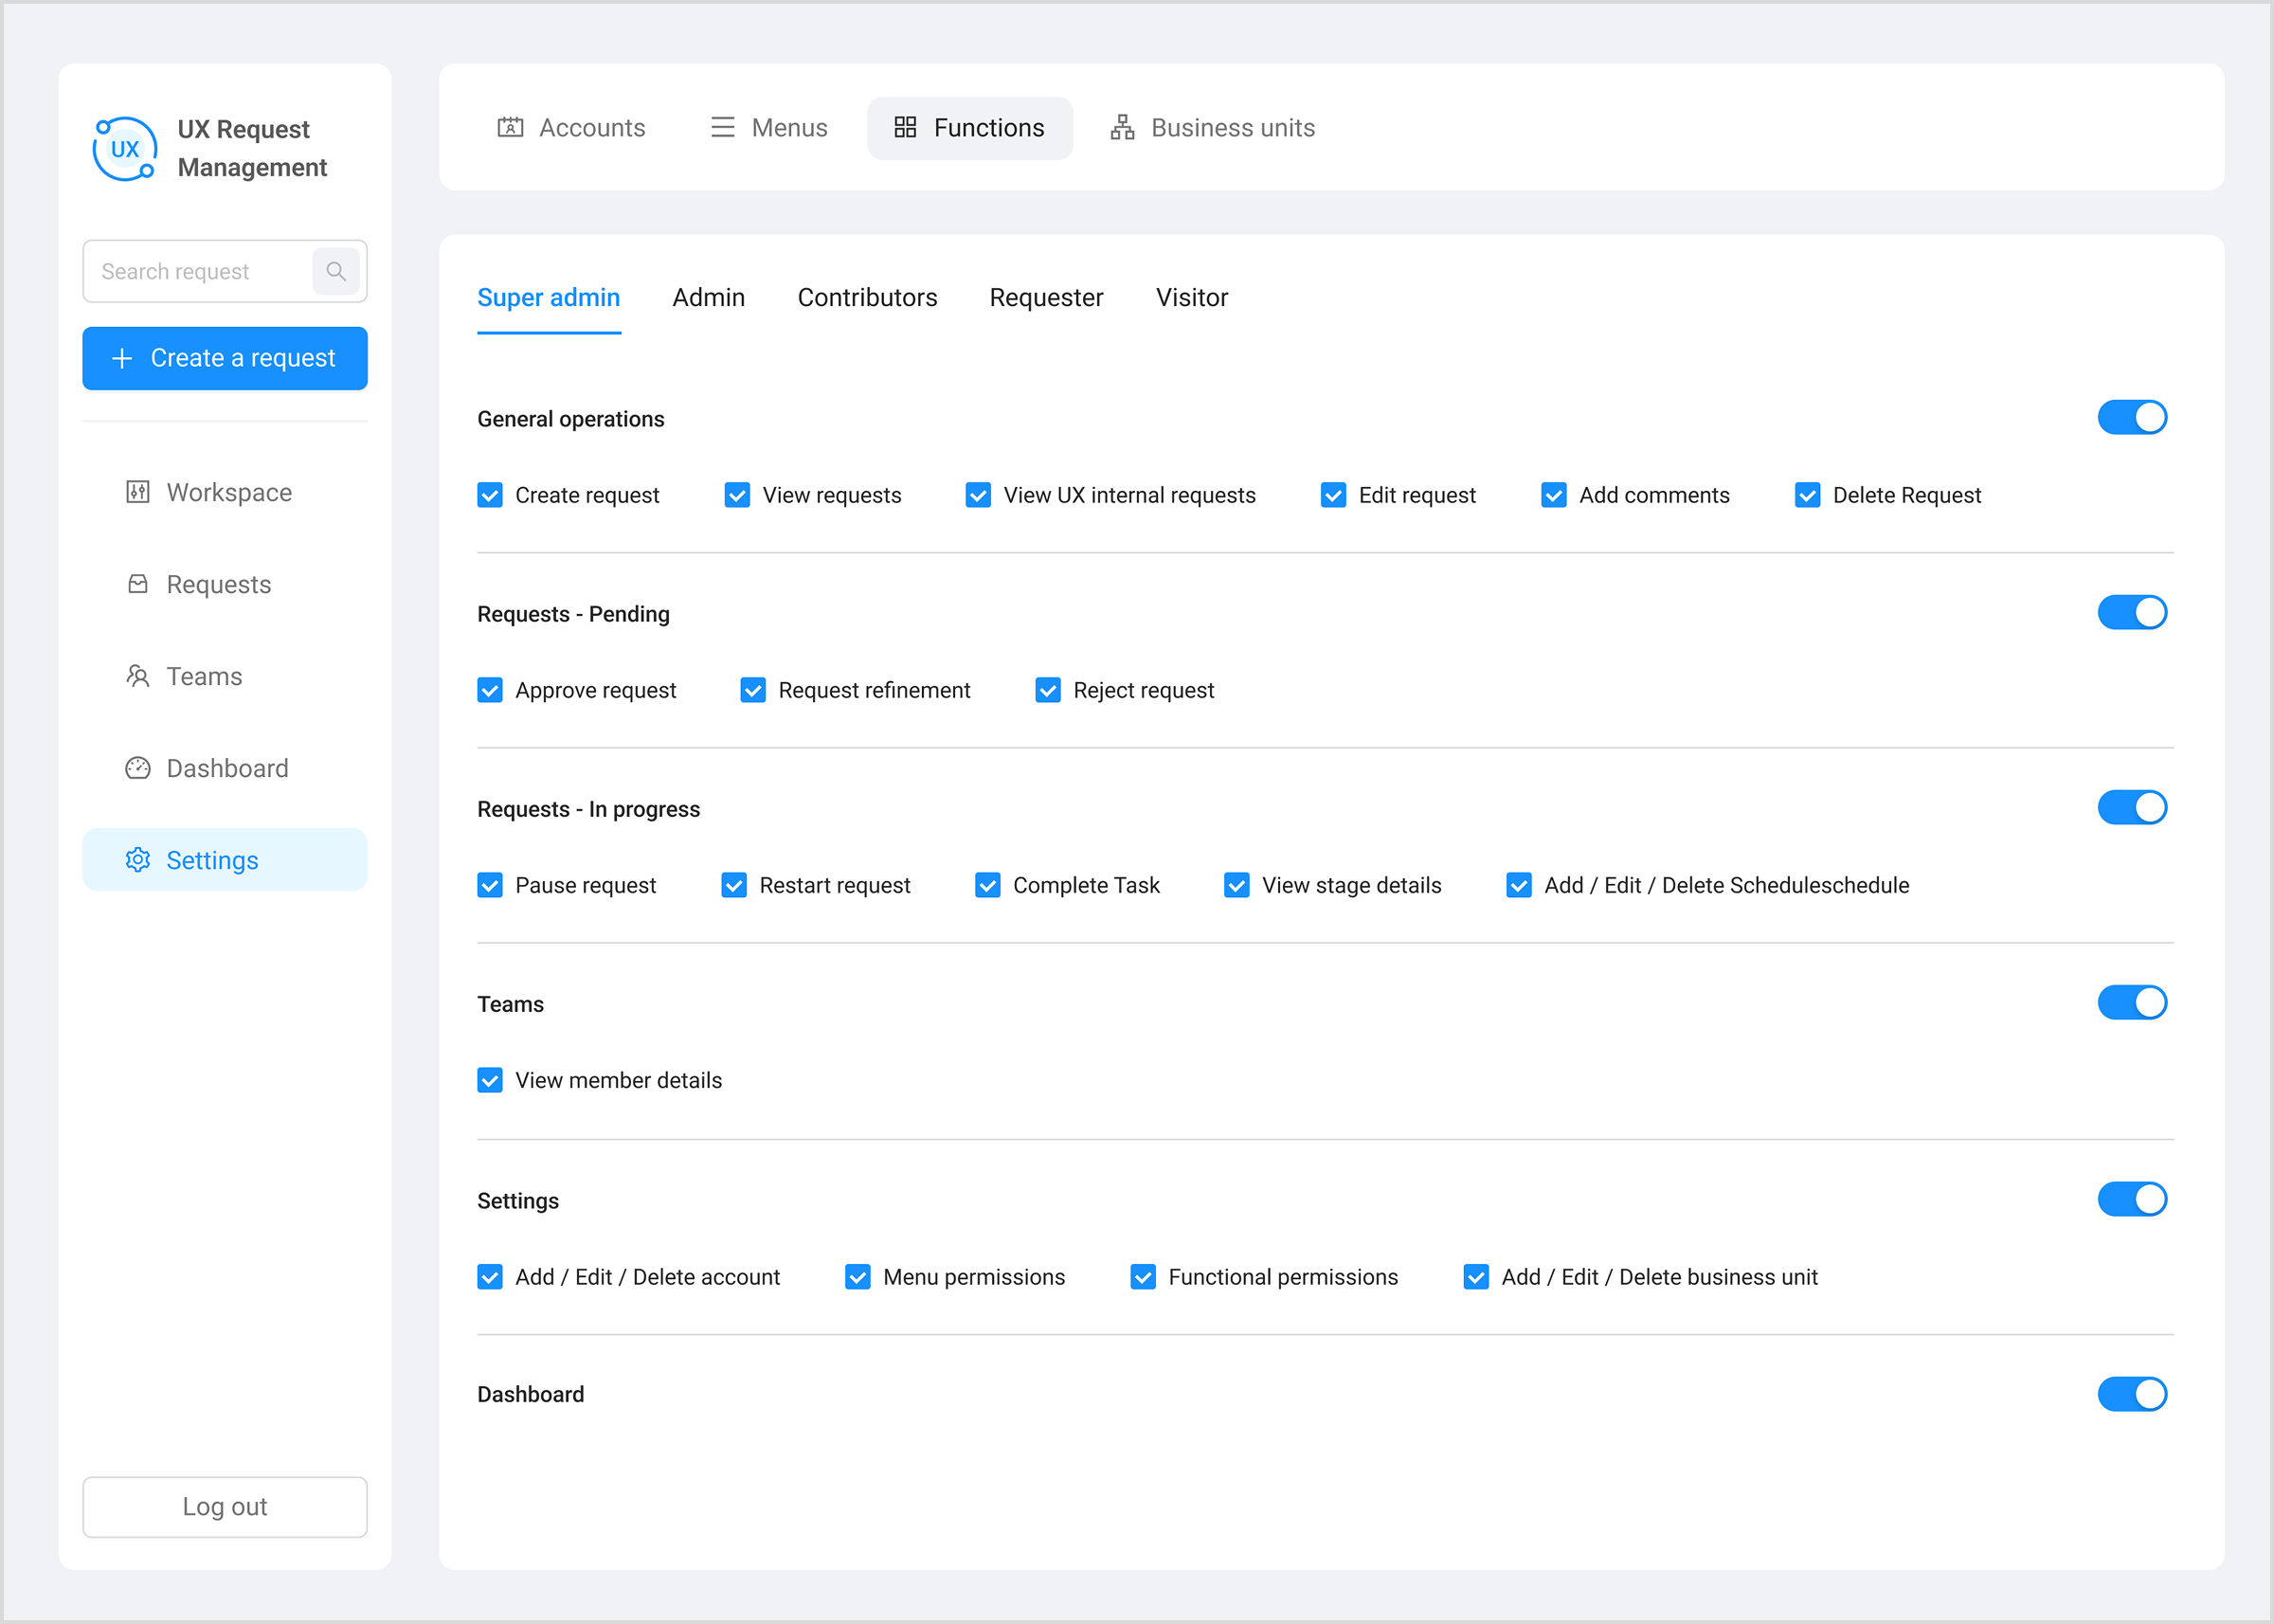 UX
UX Request
Management
Search request
Create a request
Workspace
Requests
Teams
Dashboard
Settings
Log out
Accounts Menus Functions Business units
Super admin Admin Contributors Requester Visitor
General operations
Create request View requests View UX internal requests Edit request Add comments Delete Request
Requests - Pending
Approve request Request refinement Reject request
Requests - In progress
Pause request Restart request Complete Task View stage details Add / Edit / Delete Scheduleschedule
Teams
View member details
Settings
Add / Edit / Delete account Menu permissions Functional permissions Add / Edit / Delete business unit
Dashboard